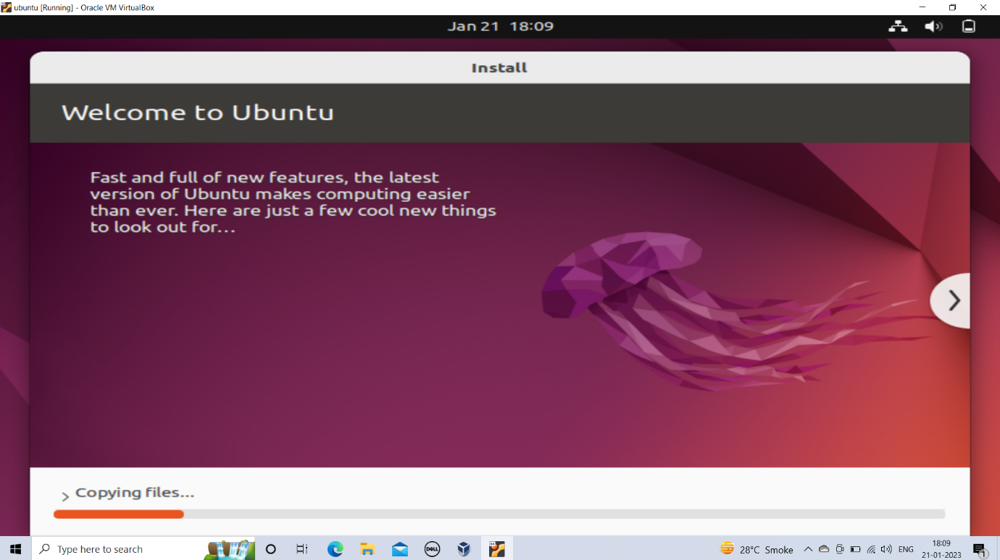 ubuntu [Running] - Oracle VM VirtualBox
Jan 21 18:09
Install
Welcome to Ubuntu
Fast and full of new features, the latest
version of Ubuntu makes computing easier
than ever. Here are just a few cool new things
to look out for...
Copying files...
Type here to search
DELL
28°C Smoke
ENG
18:09
21-01-2023
1